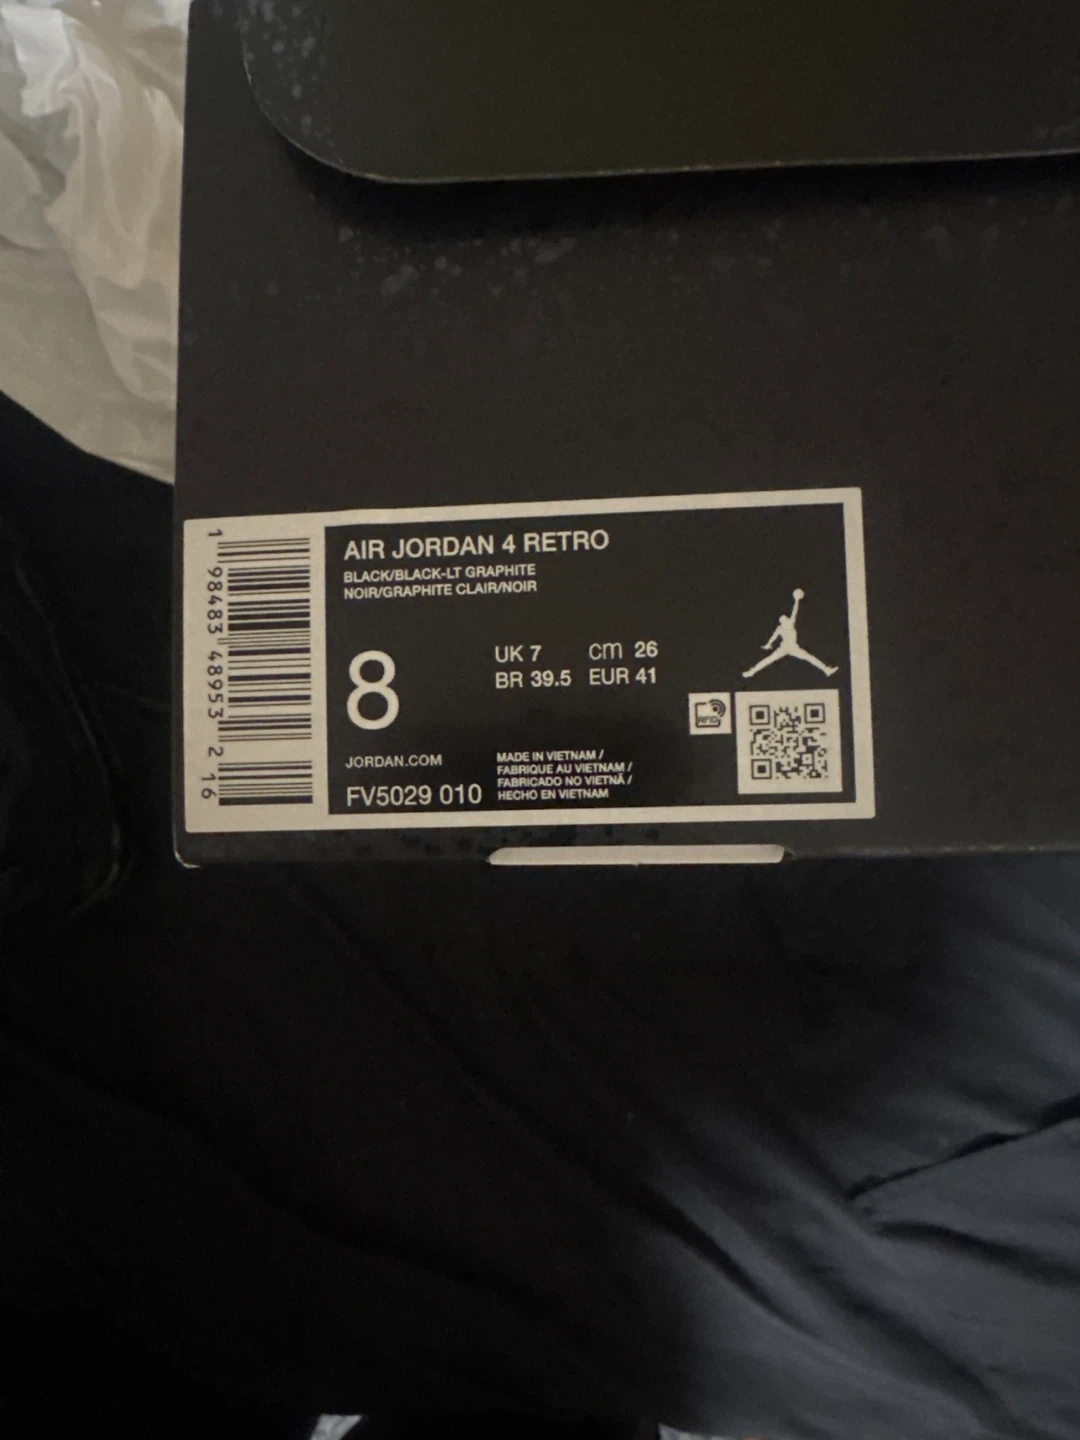 AIR JORDAN 4 RETRO
BLACK/BLACK-LT GRAPHITE
NOIR/GRAPHITE CLAIR/NOIR
8
UK 7 cm 26
BR 39.5 EUR 41
RFID
JORDAN.COM
FV5029 010
MADE IN VIETNAM /
FABRIQUE AU VIETNAM /
FABRICADO NO VIETNÃ /
HECHO EN VIETNAM
1 98483 48953 2 16